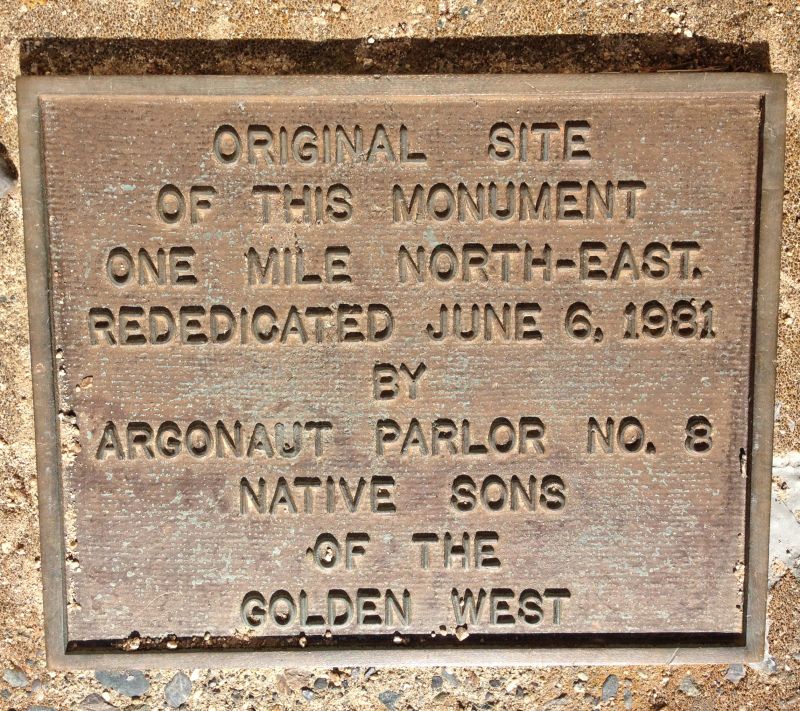 ORIGINAL SITE
OF THIS MONUMENT
ONE MILE NORTH-EAST.
REDEDICATED JUNE 6, 1981
BY
ARGONAUT PARLOR NO. 8
NATIVE SONS
OF THE
GOLDEN WEST